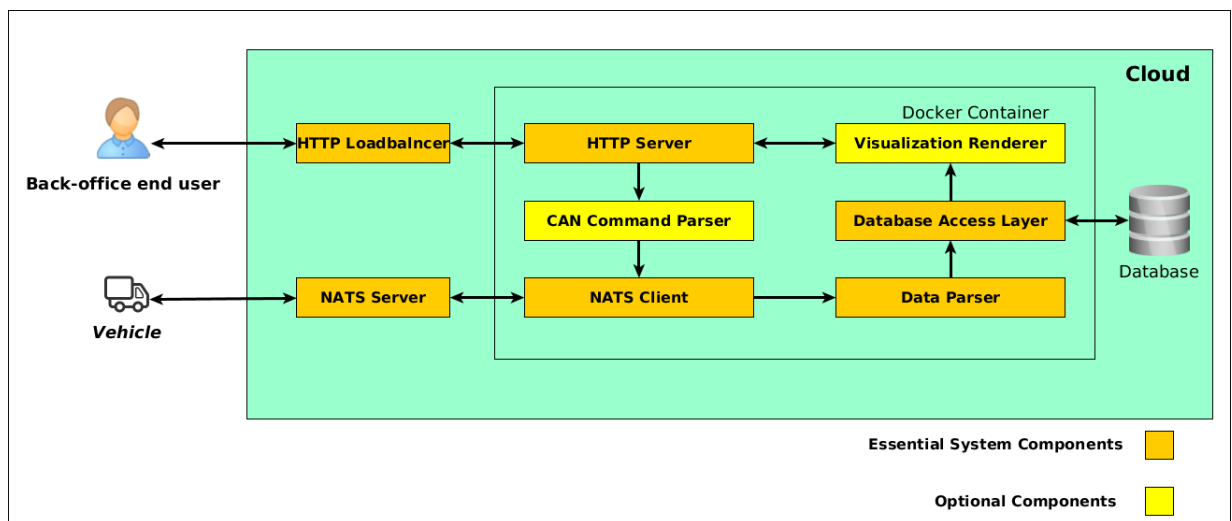 Cloud
Docker Container
HTTP Loadbalncer
HTTP Server
Visualization Renderer
Back-office end user
CAN Command Parser
Database Access Layer
Database
NATS Server
NATS Client
Data Parser
Vehicle
Essential System Components
Optional Components